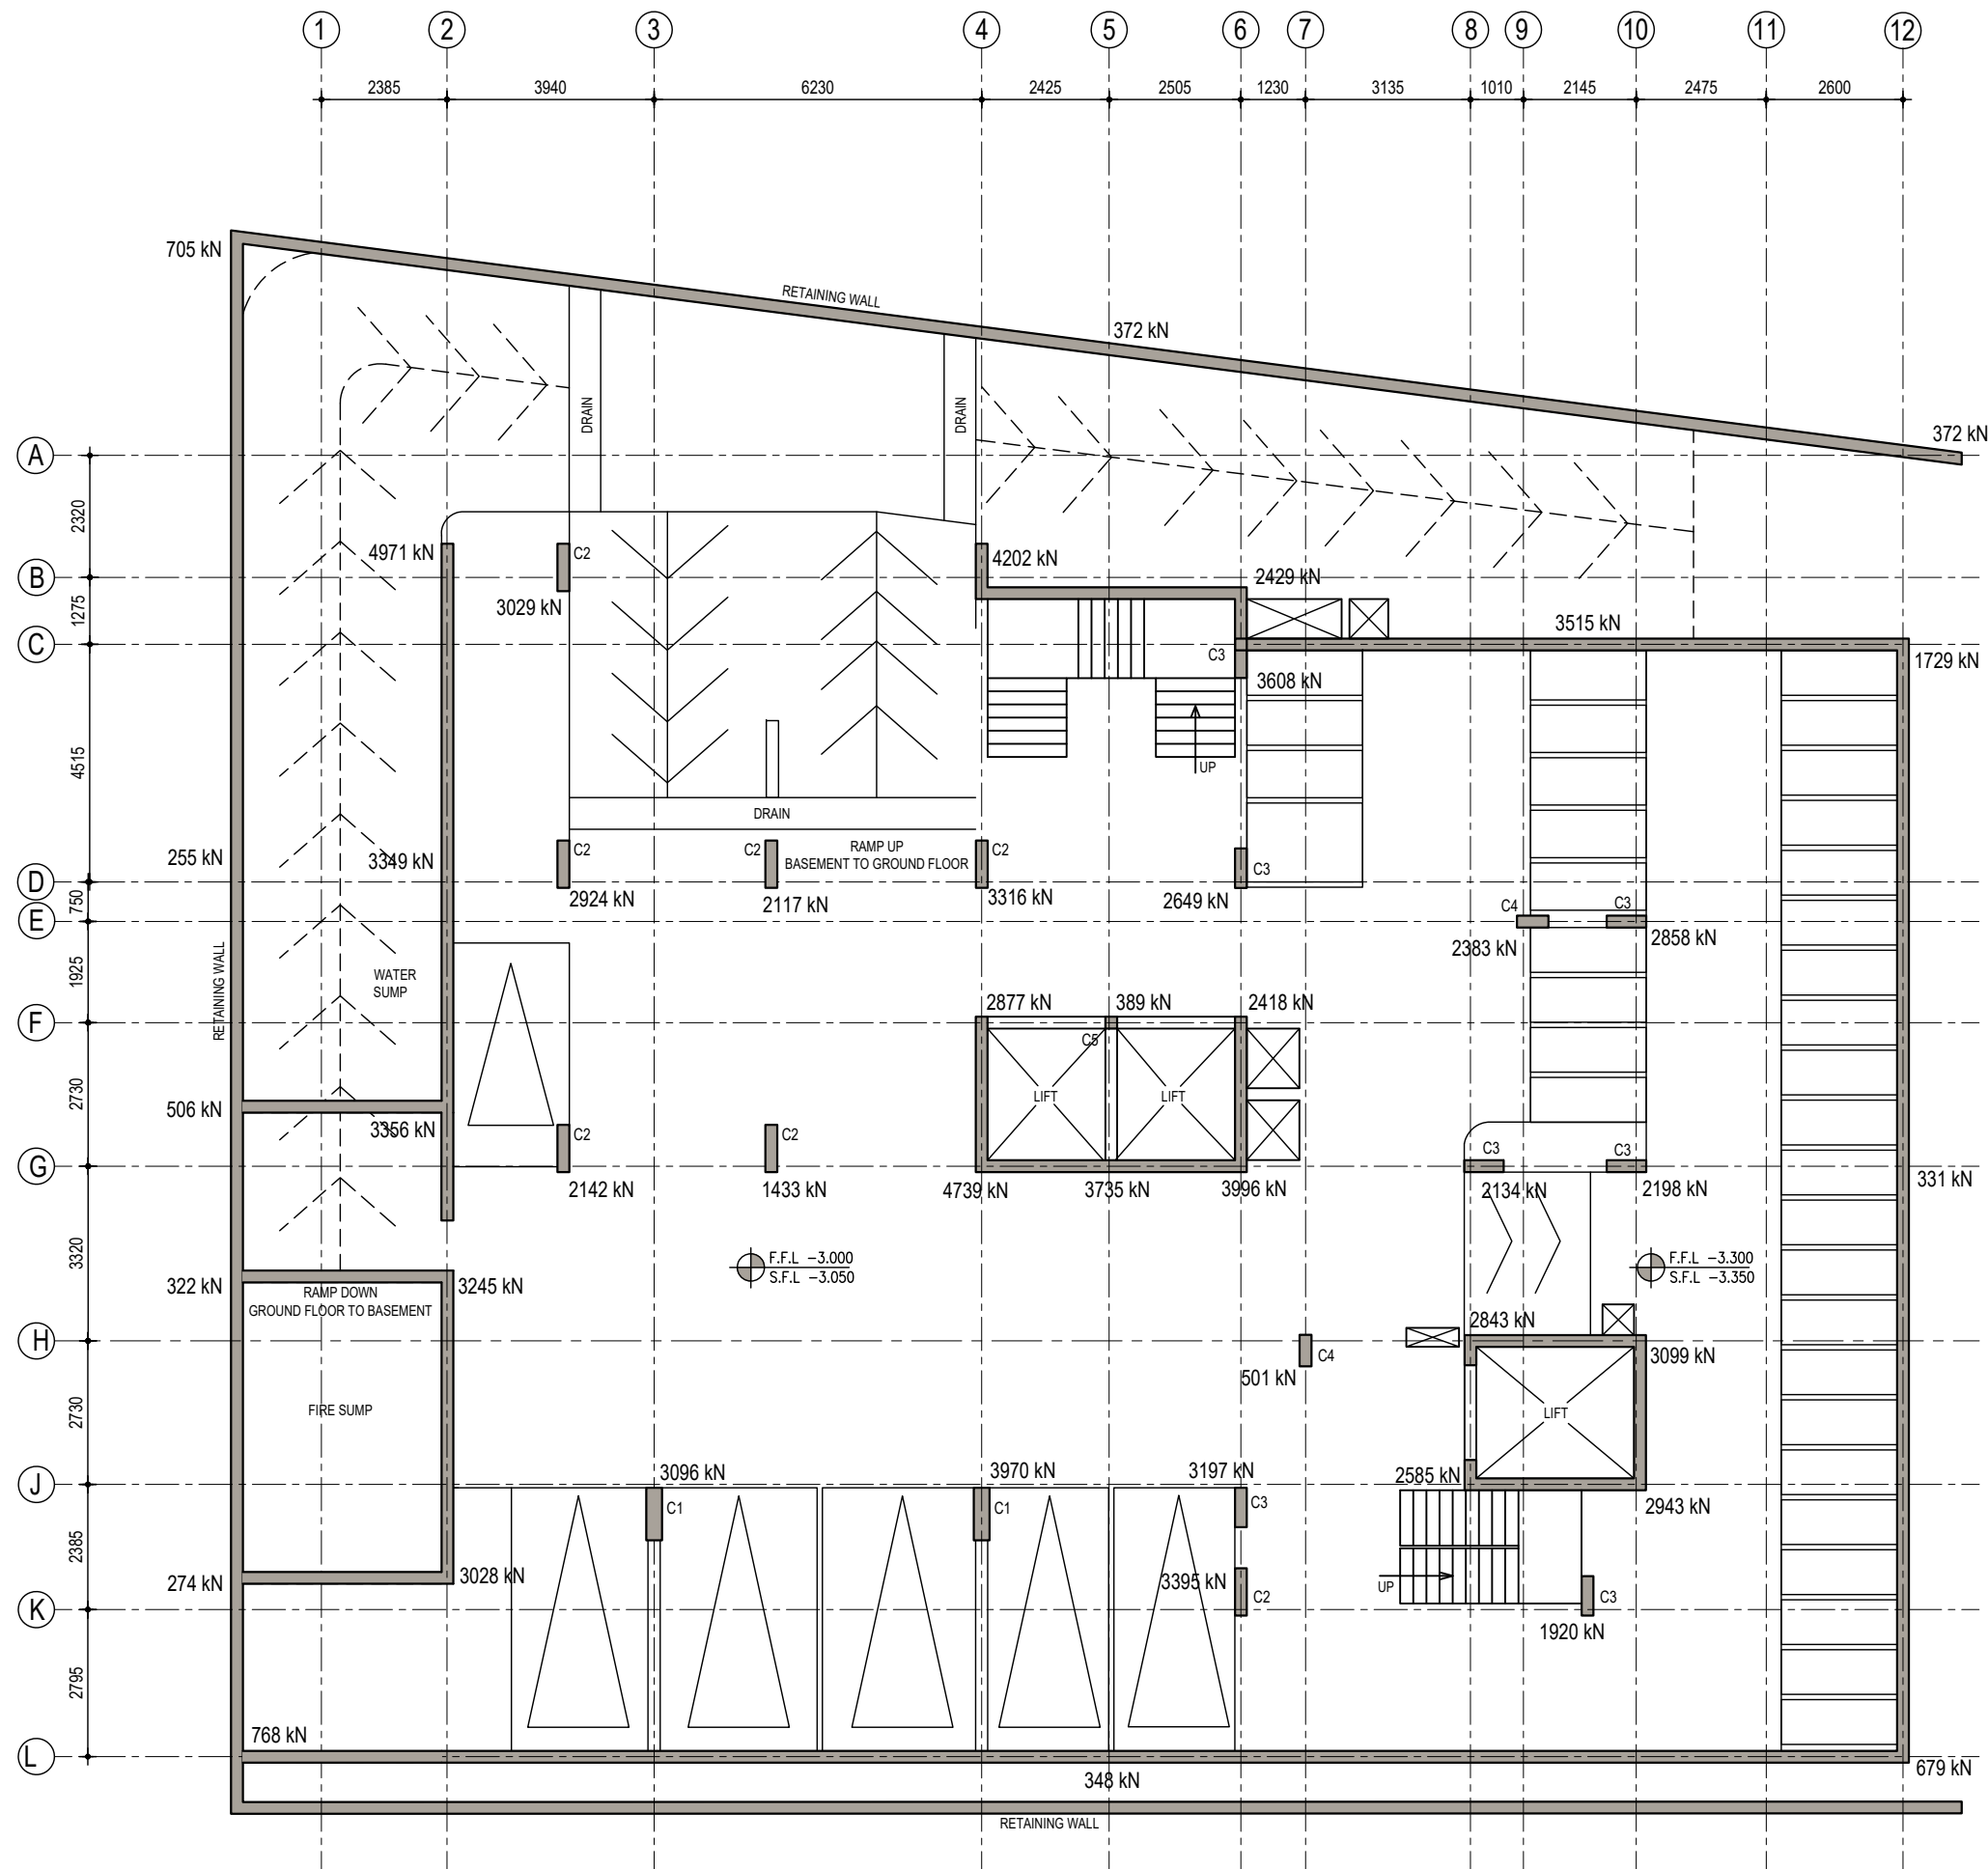 1 2 3 4 5 6 7 8 9 10 11 12
2385 3940 6230 2425 2505 1230 3135 1010 2145 2475 2600
705 kN
RETAINING WALL
372 kN
372 kN
DRAIN
DRAIN
A
2320
4971 kN
C2
4202 kN
B
2429 kN
3029 kN
1275
3515 kN
C
C3
1729 kN
3608 kN
4515
UP
DRAIN
255 kN
3349 kN
C2
C2
RAMP UP
BASEMENT TO GROUND FLOOR
C2
C3
D
2924 kN
2117 kN
3316 kN
2649 kN
750
E
C4
C3
2383 kN
2858 kN
RETAINING WALL
1925
WATER
SUMP
2877 kN
389 kN
2418 kN
F
C5
2730
LIFT
LIFT
506 kN
3356 kN
C2
C2
C3
C3
G
2142 kN
1433 kN
4739 kN
3735 kN
3996 kN
2134 kN
2198 kN
331 kN
3320
F.F.L -3.000
S.F.L -3.050
F.F.L -3.300
S.F.L -3.350
322 kN
RAMP DOWN
GROUND FLOOR TO BASEMENT
3245 kN
2843 kN
H
C4
3099 kN
501 kN
2730
FIRE SUMP
LIFT
J
3096 kN
3970 kN
3197 kN
2585 kN
C1
C1
C3
2943 kN
2385
274 kN
3028 kN
3395 kN
UP
C2
C3
K
1920 kN
2795
768 kN
L
348 kN
679 kN
RETAINING WALL